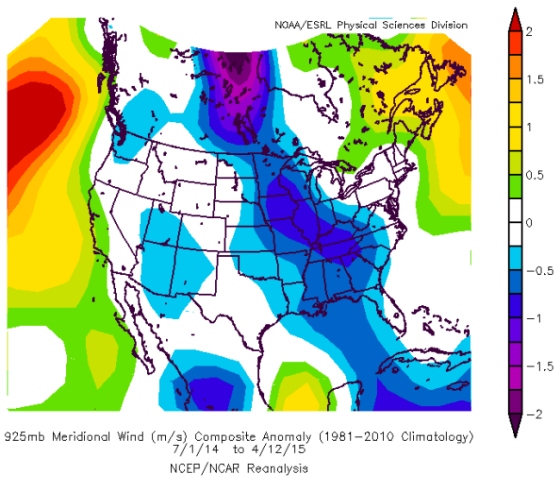 NOAA/ESRL Physical Sciences Division
2
1.5
1
0.5
0
−0.5
−1
−1.5
−2
925mb Meridional Wind (m/s) Composite Anomaly (1981−2010 Climatology)
7/1/14 to 4/12/15
NCEP/NCAR Reanalysis